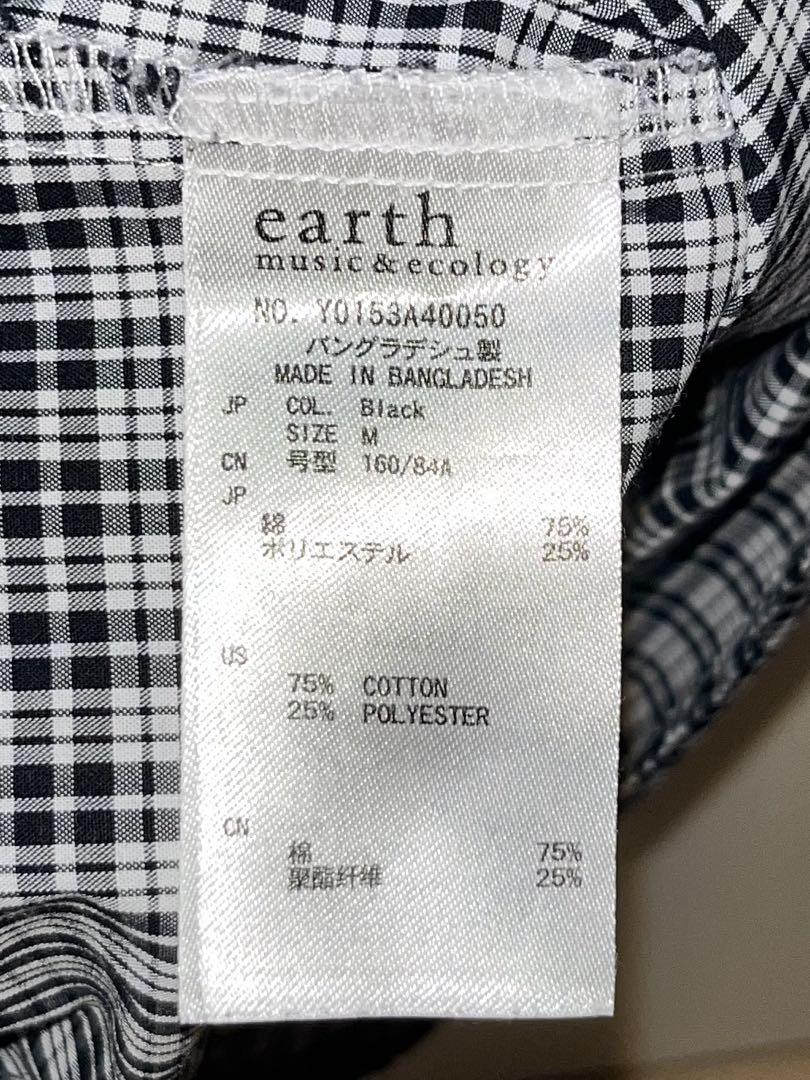 earth
music & ecology
NO. Y0153A40050
バングラデシュ製
MADE IN BANGLADESH
JP COL. Black
SIZE M
CN 号型 160/84A
JP
綿 75%
ポリエステル 25%
US
75% COTTON
25% POLYESTER
CN
棉 75%
聚酯纤维 25%